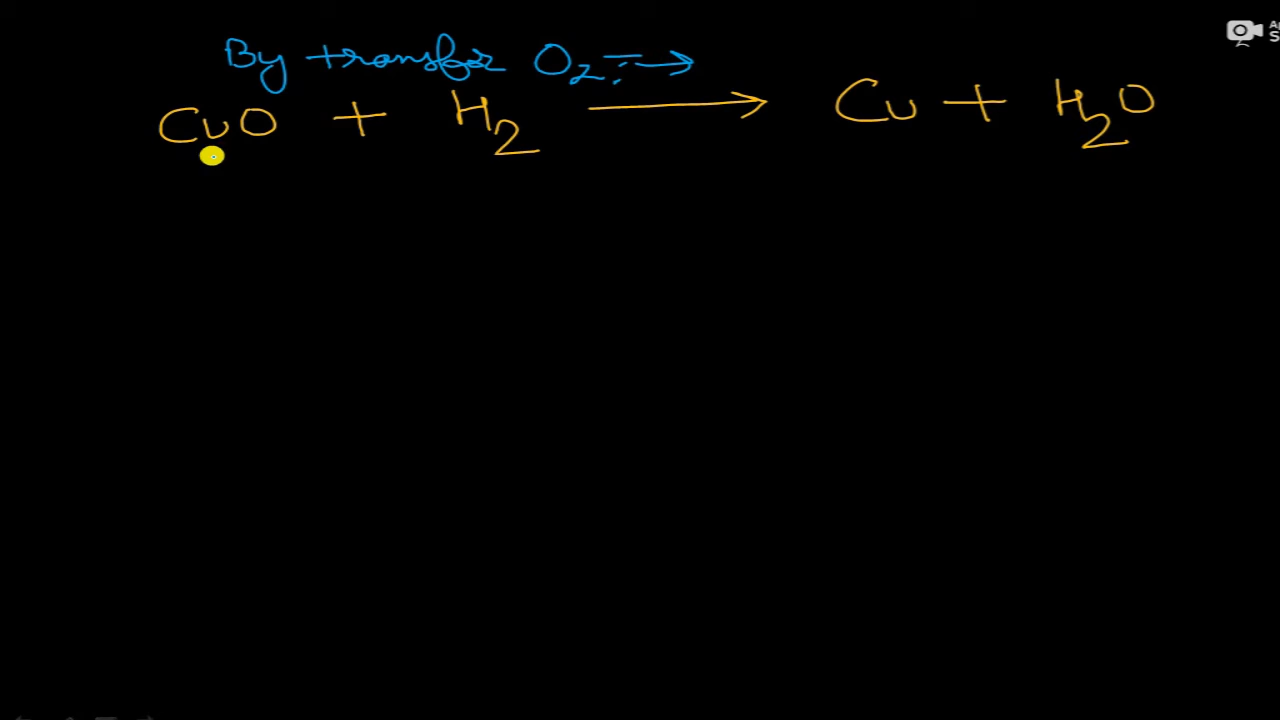 By transfer O₂ :→
CuO + H₂ → Cu + H₂O